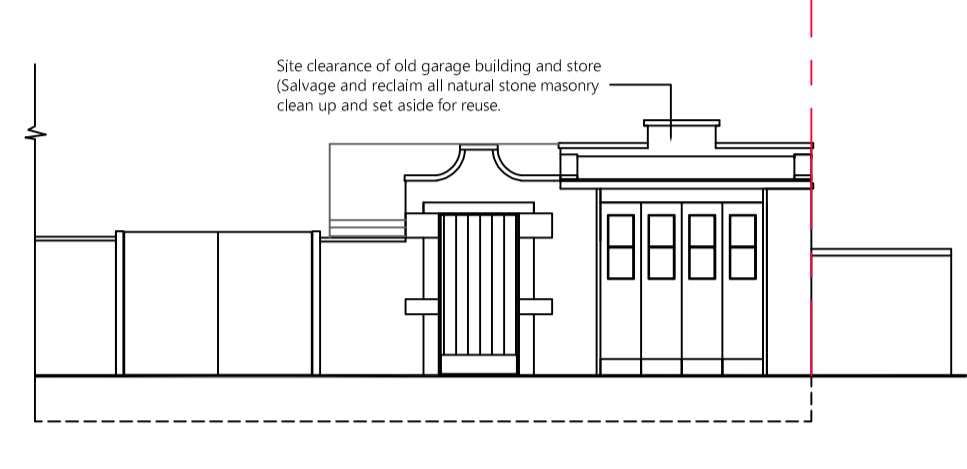 Site clearance of old garage building and store
(Salvage and reclaim all natural stone masonry
clean up and set aside for reuse.